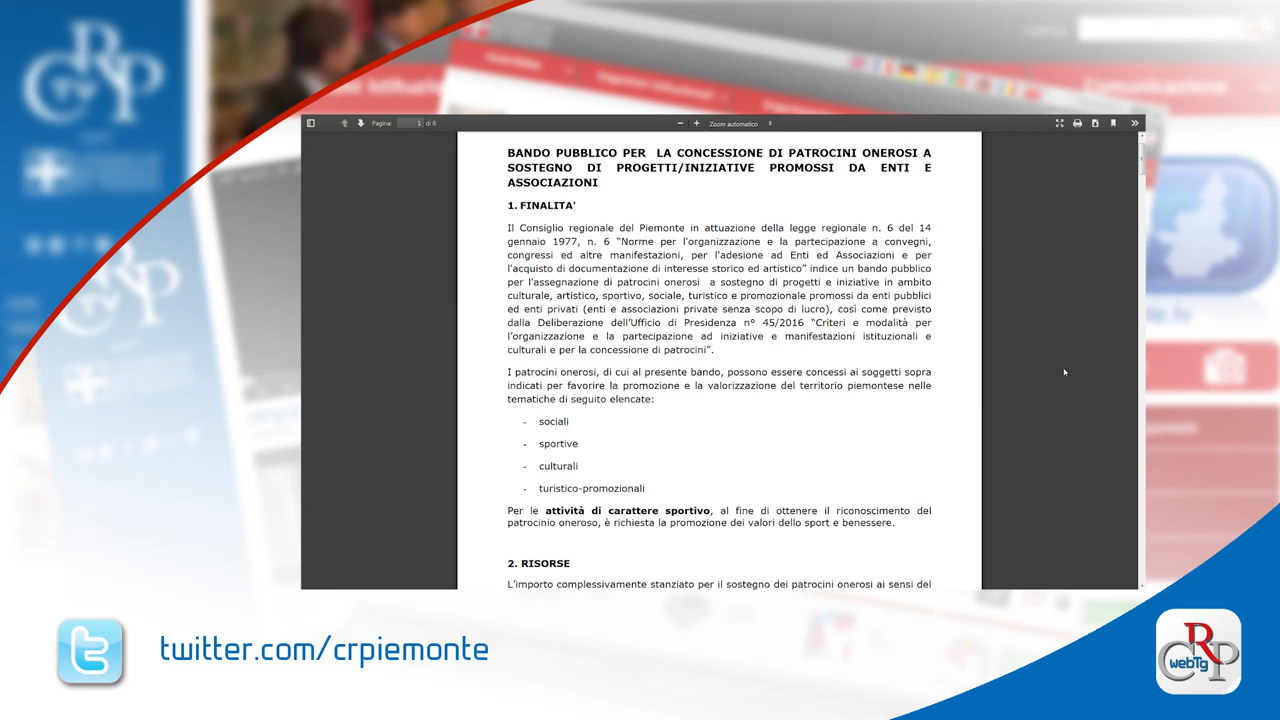 CRP
TV
Pagina: 1 di 8
Zoom automatico
BANDO PUBBLICO PER LA CONCESSIONE DI PATROCINI ONEROSI A
SOSTEGNO DI PROGETTI/INIZIATIVE PROMOSSI DA ENTI E
ASSOCIAZIONI
1. FINALITA'
Il Consiglio regionale del Piemonte in attuazione della legge regionale n. 6 del 14
gennaio 1977, n. 6 “Norme per l'organizzazione e la partecipazione a convegni,
congressi ed altre manifestazioni, per l'adesione ad Enti ed Associazioni e per
l'acquisto di documentazione di interesse storico ed artistico” indice un bando pubblico
per l'assegnazione di patrocini onerosi a sostegno di progetti e iniziative in ambito
culturale, artistico, sportivo, sociale, turistico e promozionale promossi da enti pubblici
ed enti privati (enti e associazioni private senza scopo di lucro), così come previsto
dalla Deliberazione dell’Ufficio di Presidenza n° 45/2016 “Criteri e modalità per
l’organizzazione e la partecipazione ad iniziative e manifestazioni istituzionali e
culturali e per la concessione di patrocini”.
I patrocini onerosi, di cui al presente bando, possono essere concessi ai soggetti sopra
indicati per favorire la promozione e la valorizzazione del territorio piemontese nelle
tematiche di seguito elencate:
- sociali
- sportive
- culturali
- turistico-promozionali
Per le attività di carattere sportivo, al fine di ottenere il riconoscimento del
patrocinio oneroso, è richiesta la promozione dei valori dello sport e benessere.
2. RISORSE
L’importo complessivamente stanziato per il sostegno dei patrocini onerosi ai sensi del
twitter.com/crpiemonte
CRP
webTg